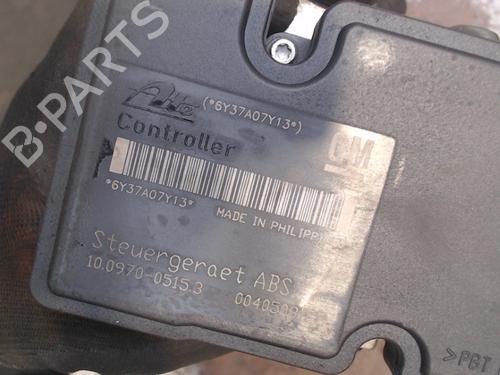 B-PARTS
Ate (*6Y37A07Y13*)
Controller
GM
*6Y37A07Y13*
MADE IN PHILIPP
Steuergeraet ABS
10.0970-0515.3
>PBT